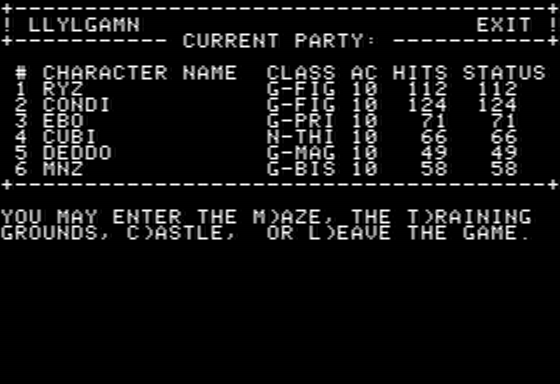 ! LLYLGAMN EXIT !
CURRENT PARTY:
# CHARACTER NAME CLASS AC HITS STATUS
1 RYZ G-FIG 10 112 112
2 CONDI G-FIG 10 124 124
3 EBO G-PRI 10 71 71
4 CUBI N-THI 10 66 66
5 DEDDO G-MAG 10 49 49
6 MNZ G-BIS 10 58 58
YOU MAY ENTER THE M)AZE, THE T)RAINING
GROUNDS, C)ASTLE, OR L)EAVE THE GAME.